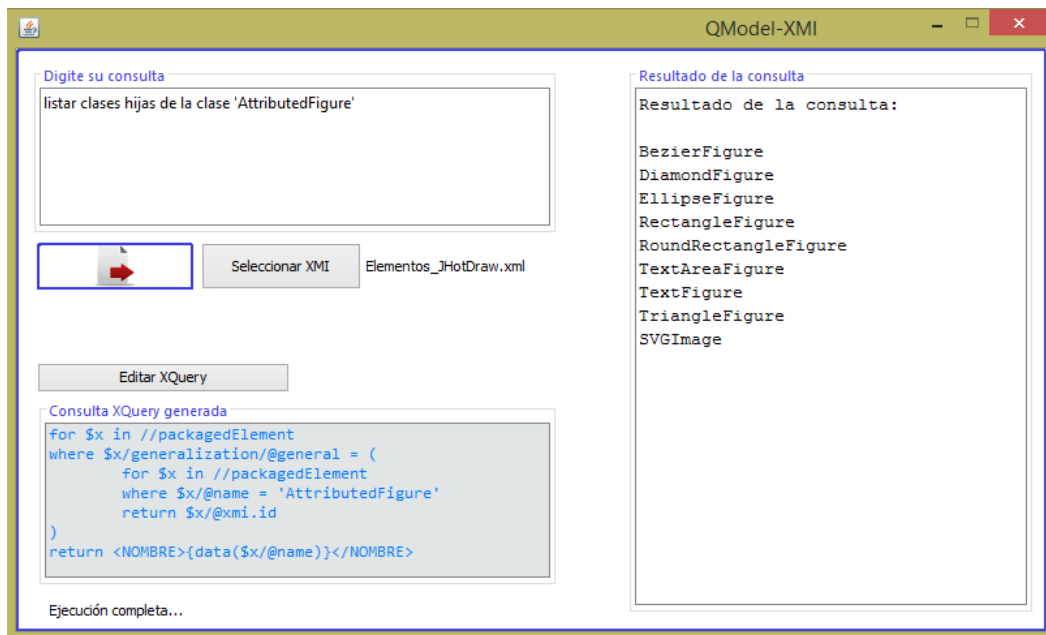 QModel-XMI
Digite su consulta
listar clases hijas de la clase 'AttributedFigure'
Seleccionar XMI
Elementos_JHotDraw.xml
Editar XQuery
Consulta XQuery generada
for $x in //packagedElement
where $x/generalization/@general = (
for $x in //packagedElement
where $x/@name = 'AttributedFigure'
return $x/@xmi.id
)
return <NOMBRE>{data($x/@name)}</NOMBRE>
Ejecución completa...
Resultado de la consulta
Resultado de la consulta:
BezierFigure
DiamondFigure
EllipseFigure
RectangleFigure
RoundRectangleFigure
TextAreaFigure
TextFigure
TriangleFigure
SVGImage